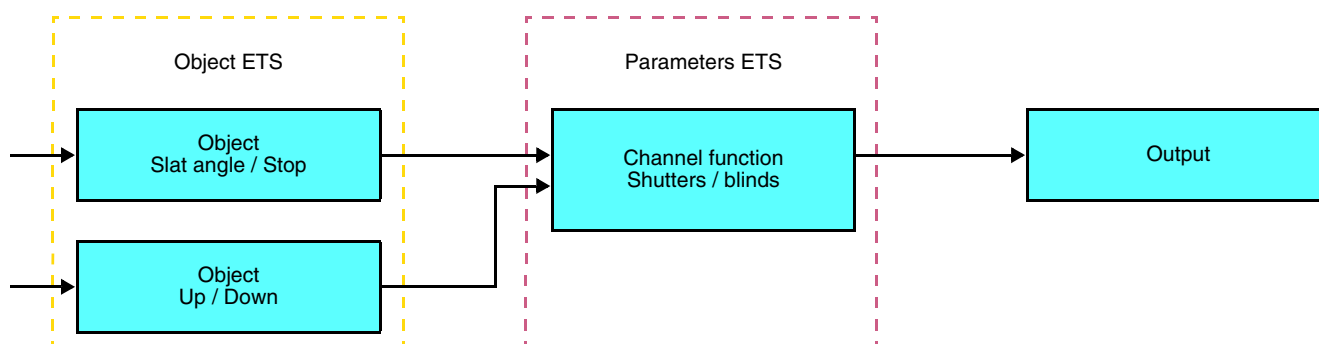 Object ETS
Object
Slat angle / Stop
Object
Up / Down
Parameters ETS
Channel function
Shutters / blinds
Output